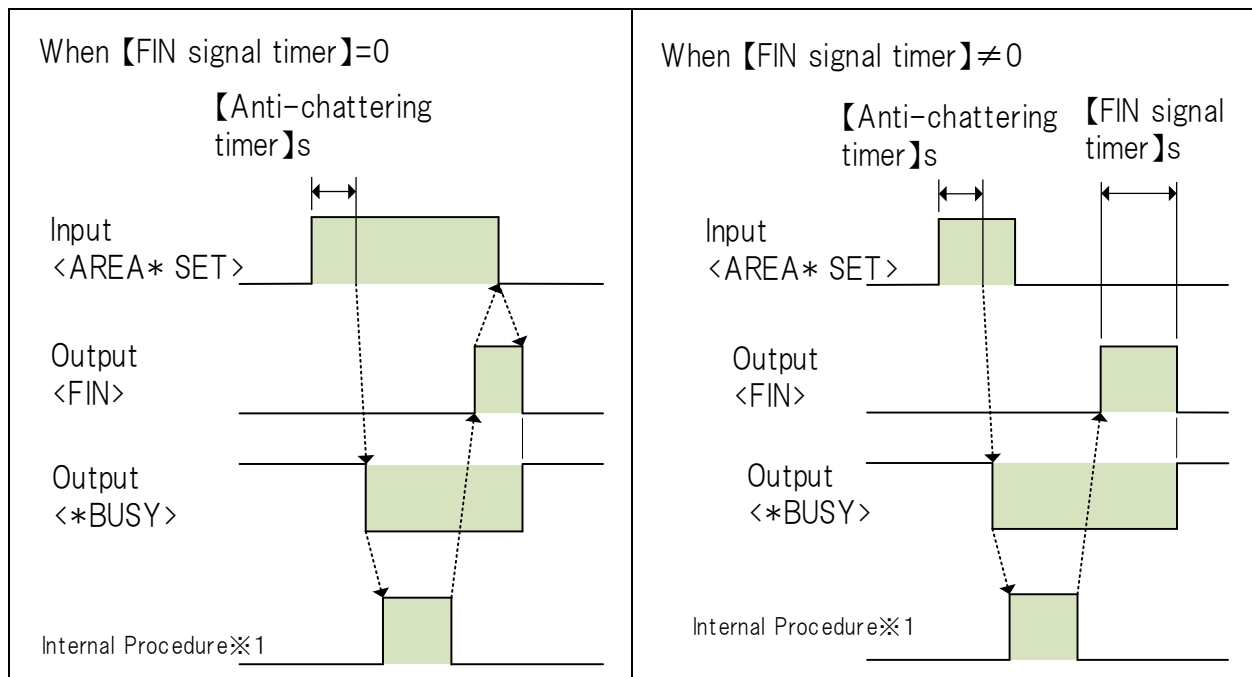 When 【FIN signal timer】=0
【Anti-chattering
timer】s
Input
<AREA* SET>
Output
<FIN>
Output
<*BUSY>
Internal Procedure※1
When 【FIN signal timer】≠0
【Anti-chattering
timer】s
【FIN signal
timer】s
Input
<AREA* SET>
Output
<FIN>
Output
<*BUSY>
Internal Procedure※1